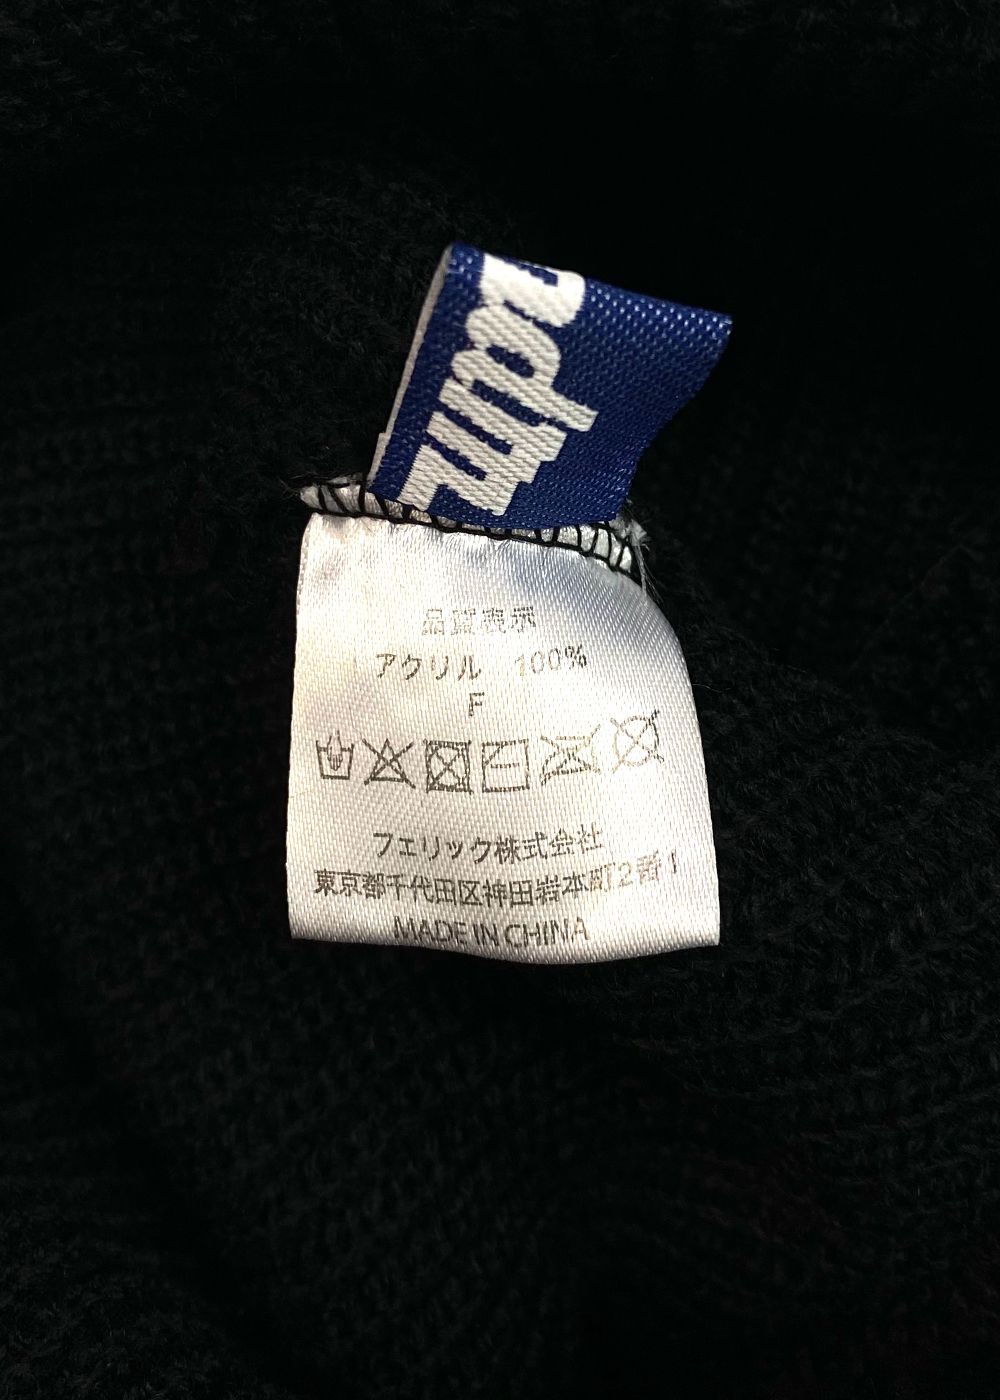 品質表示
アクリル 100%
F
フェリック株式会社
東京都千代田区神田岩本町2番1
MADE IN CHINA